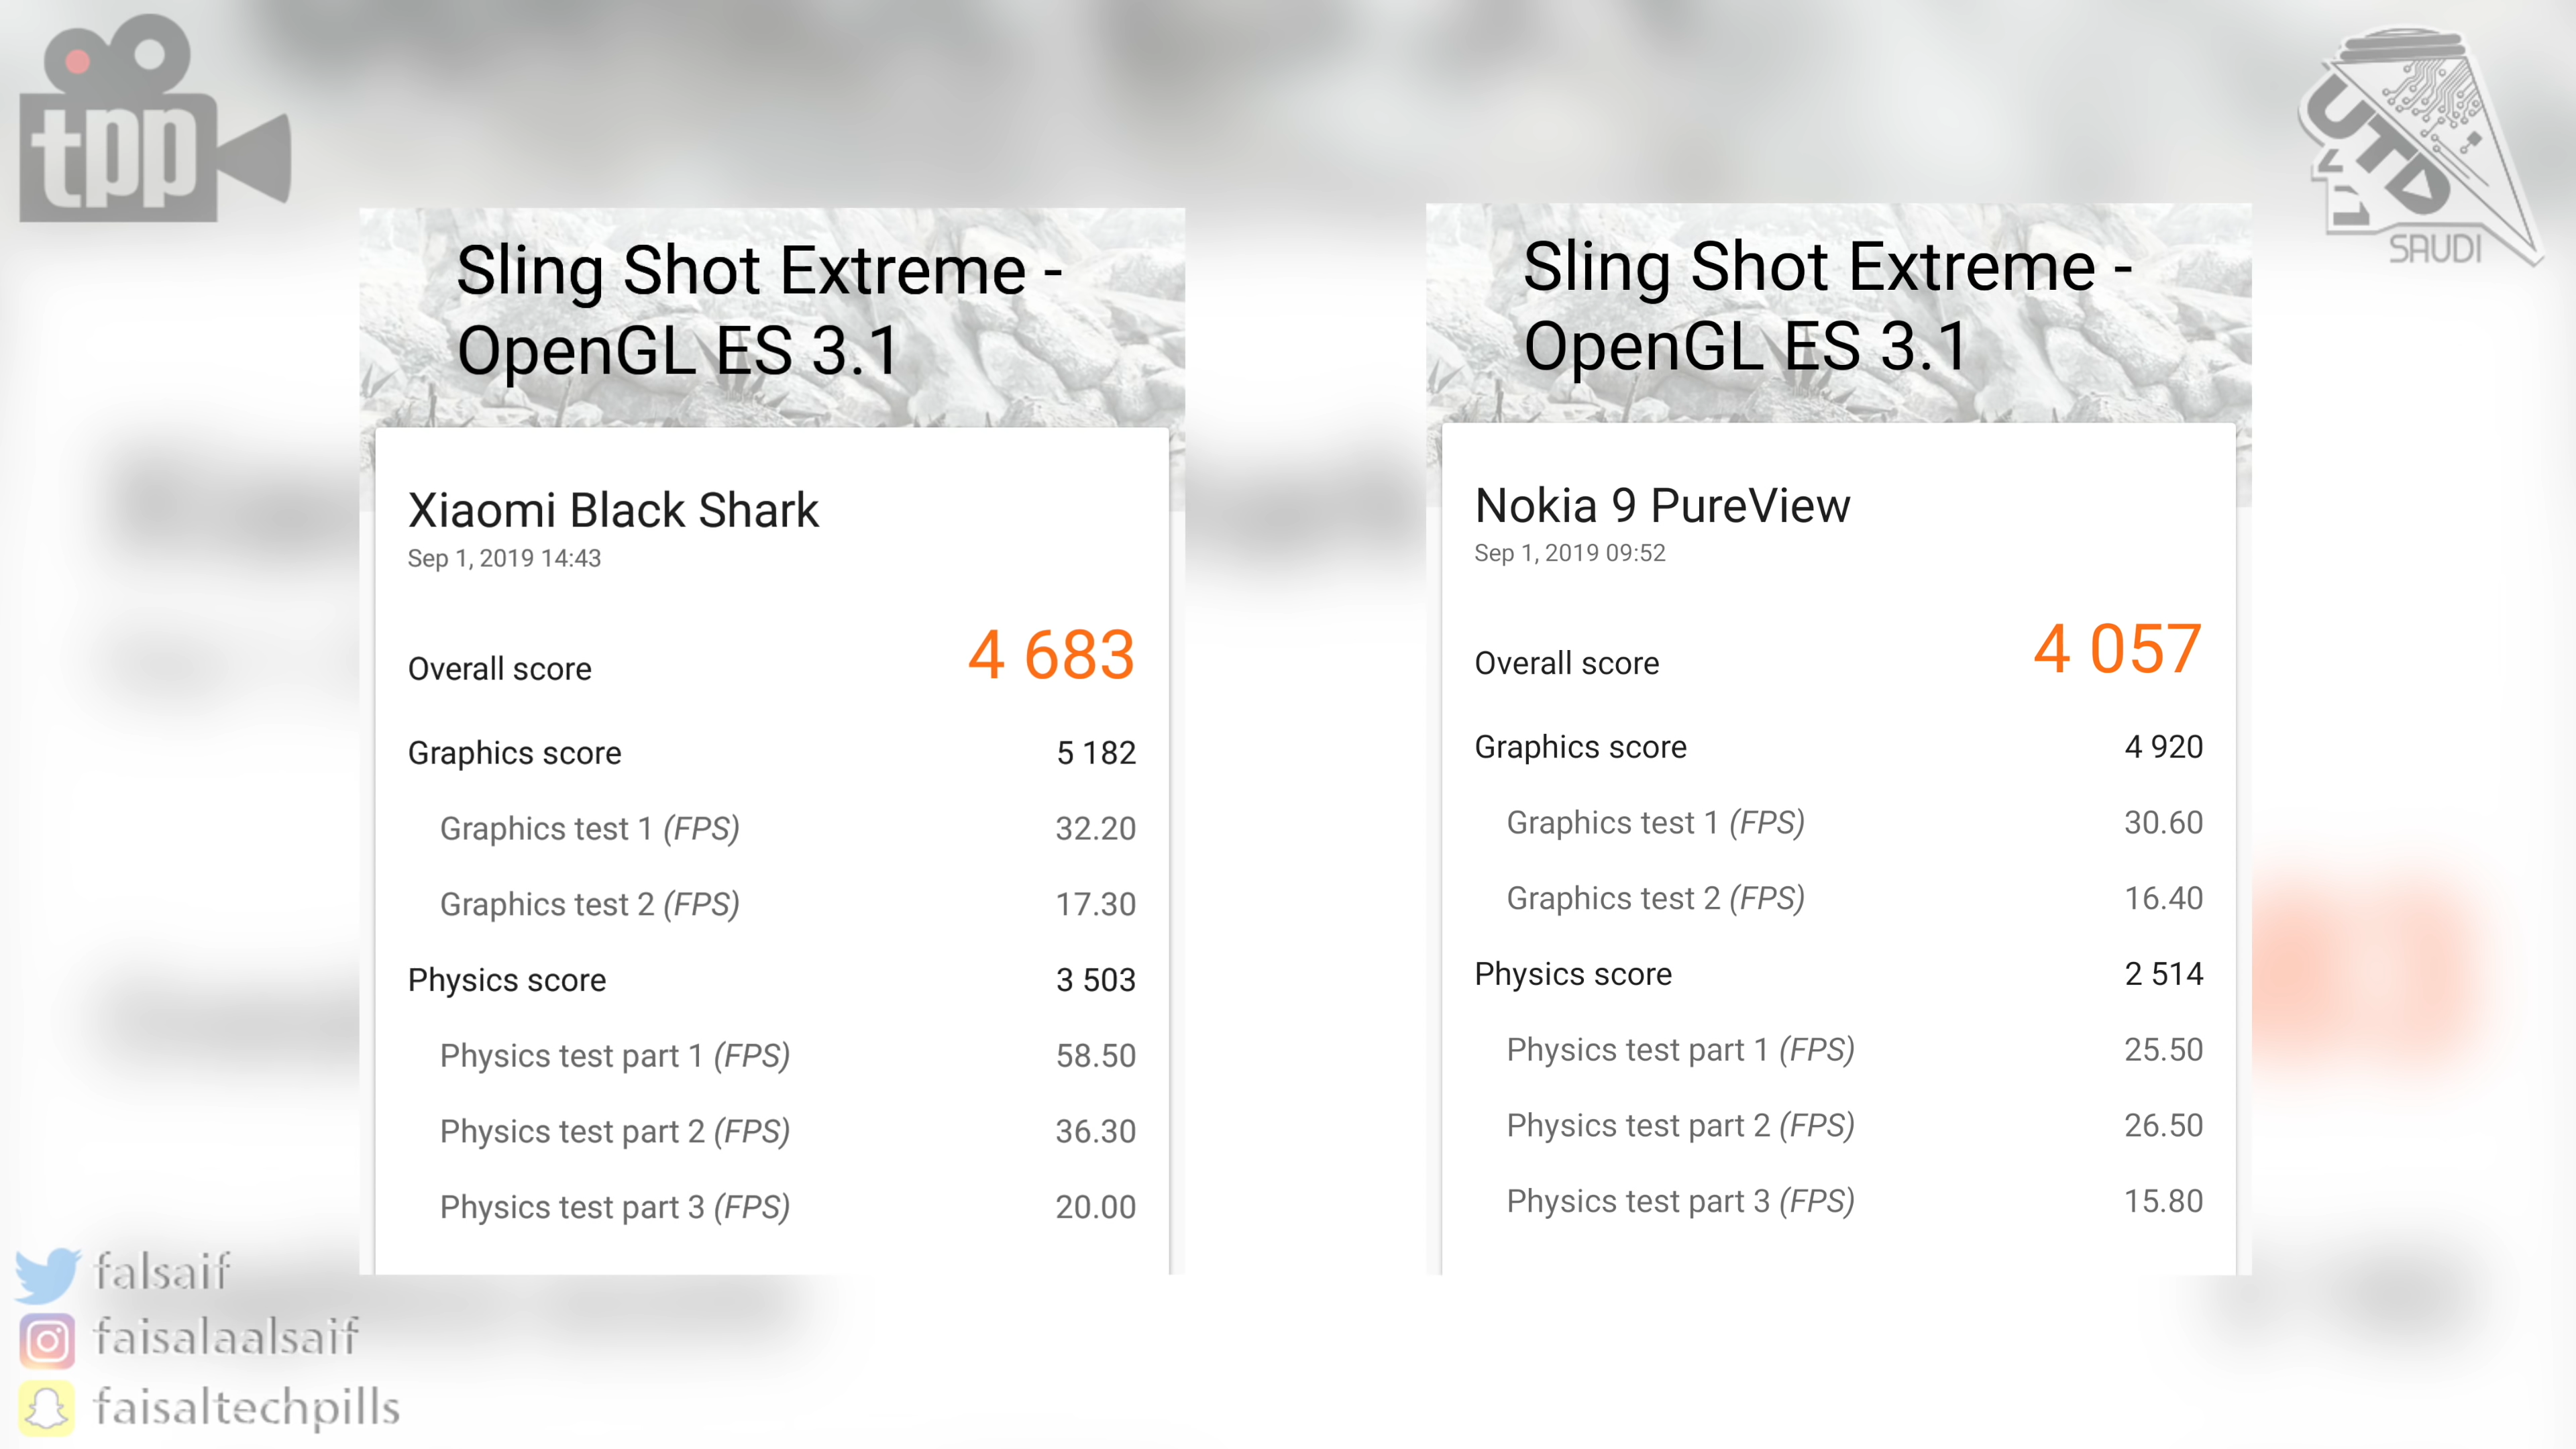 tpp
UTD
SAUDI
Sling Shot Extreme -
OpenGL ES 3.1
Xiaomi Black Shark
Sep 1, 2019 14:43
Overall score 4 683
Graphics score 5 182
Graphics test 1 (FPS) 32.20
Graphics test 2 (FPS) 17.30
Physics score 3 503
Physics test part 1 (FPS) 58.50
Physics test part 2 (FPS) 36.30
Physics test part 3 (FPS) 20.00
Sling Shot Extreme -
OpenGL ES 3.1
Nokia 9 PureView
Sep 1, 2019 09:52
Overall score 4 057
Graphics score 4 920
Graphics test 1 (FPS) 30.60
Graphics test 2 (FPS) 16.40
Physics score 2 514
Physics test part 1 (FPS) 25.50
Physics test part 2 (FPS) 26.50
Physics test part 3 (FPS) 15.80
falsaif
faisalaalsaif
faisaltechpills